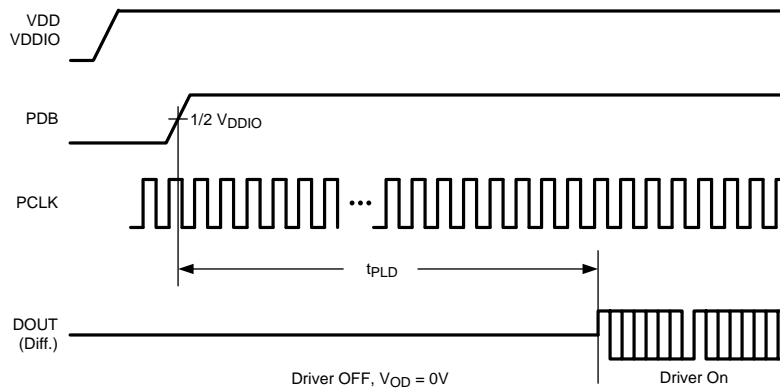 VDD
VDDIO
PDB
1/2 VDDIO
PCLK
•••
tPLD
DOUT
(Diff.)
Driver OFF, VOD = 0V
Driver On